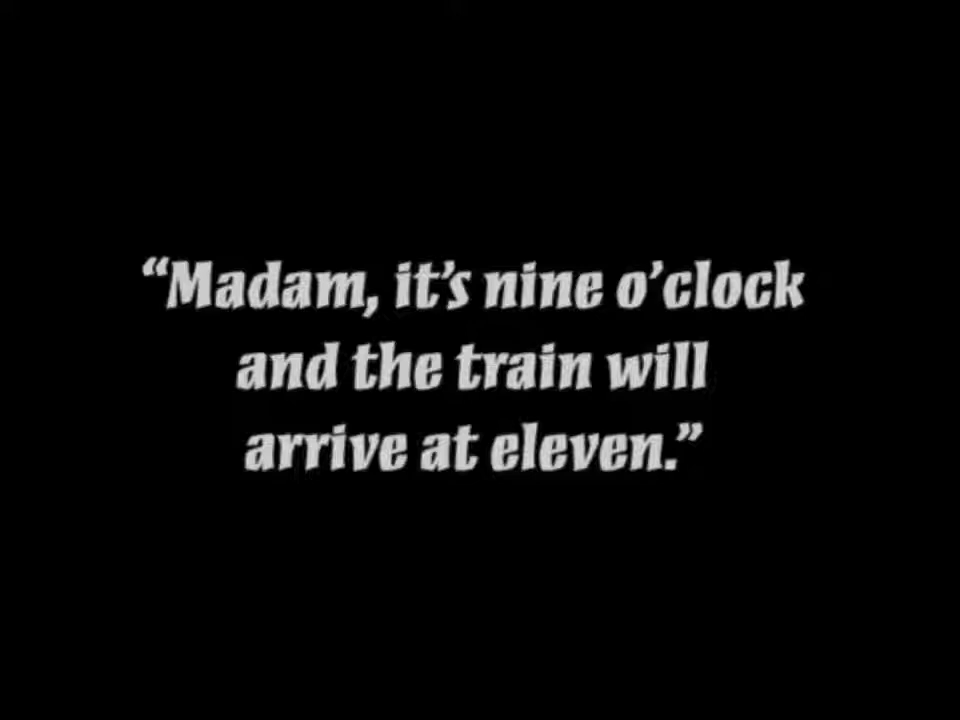 “Madam, it’s nine o’clock
and the train will
arrive at eleven.”